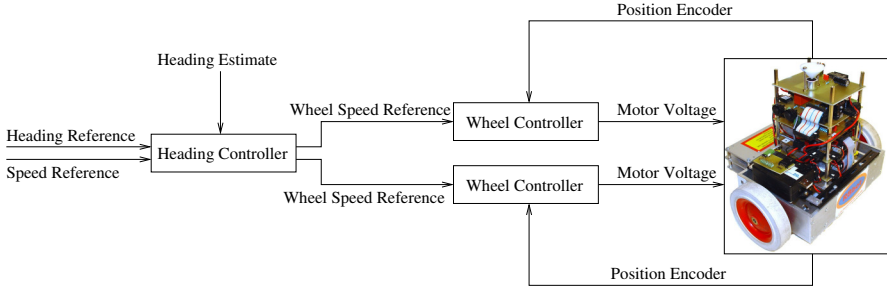 Position Encoder
Heading Estimate
Wheel Speed Reference
Wheel Controller
Motor Voltage
Heading Reference
Heading Controller
Speed Reference
Wheel Controller
Motor Voltage
Wheel Speed Reference
Position Encoder